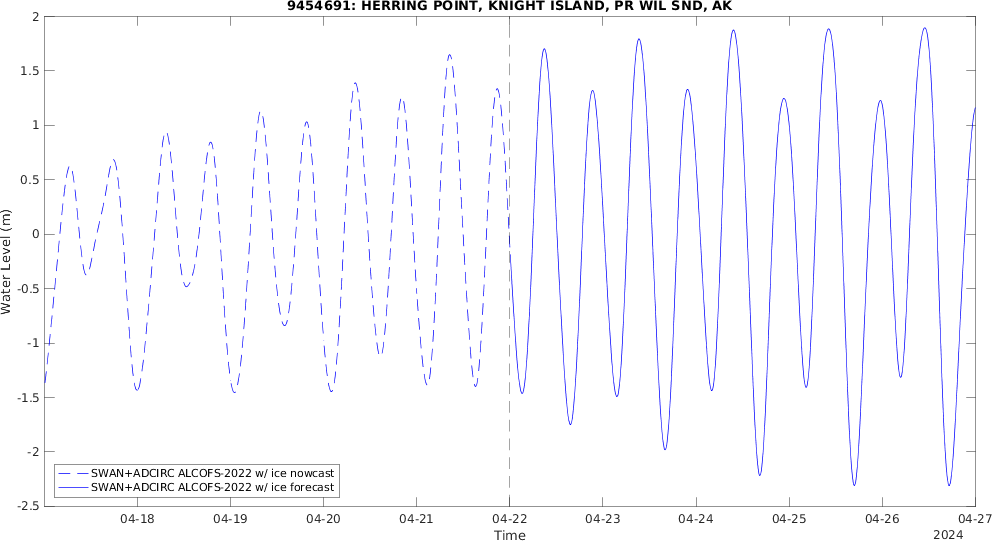 9454691: HERRING POINT, KNIGHT ISLAND, PR WIL SND, AK
2
1.5
1
0.5
0
-0.5
-1
-1.5
-2
-2.5
Water Level (m)
SWAN+ADCIRC ALCOFS-2022 w/ ice nowcast
SWAN+ADCIRC ALCOFS-2022 w/ ice forecast
04-18 04-19 04-20 04-21 04-22 04-23 04-24 04-25 04-26 04-27
Time
2024